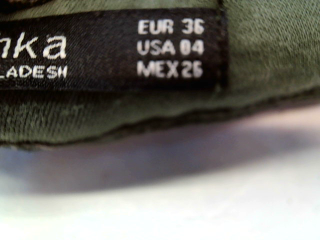 nka
LADESH
EUR 36
USA 04
MEX 26